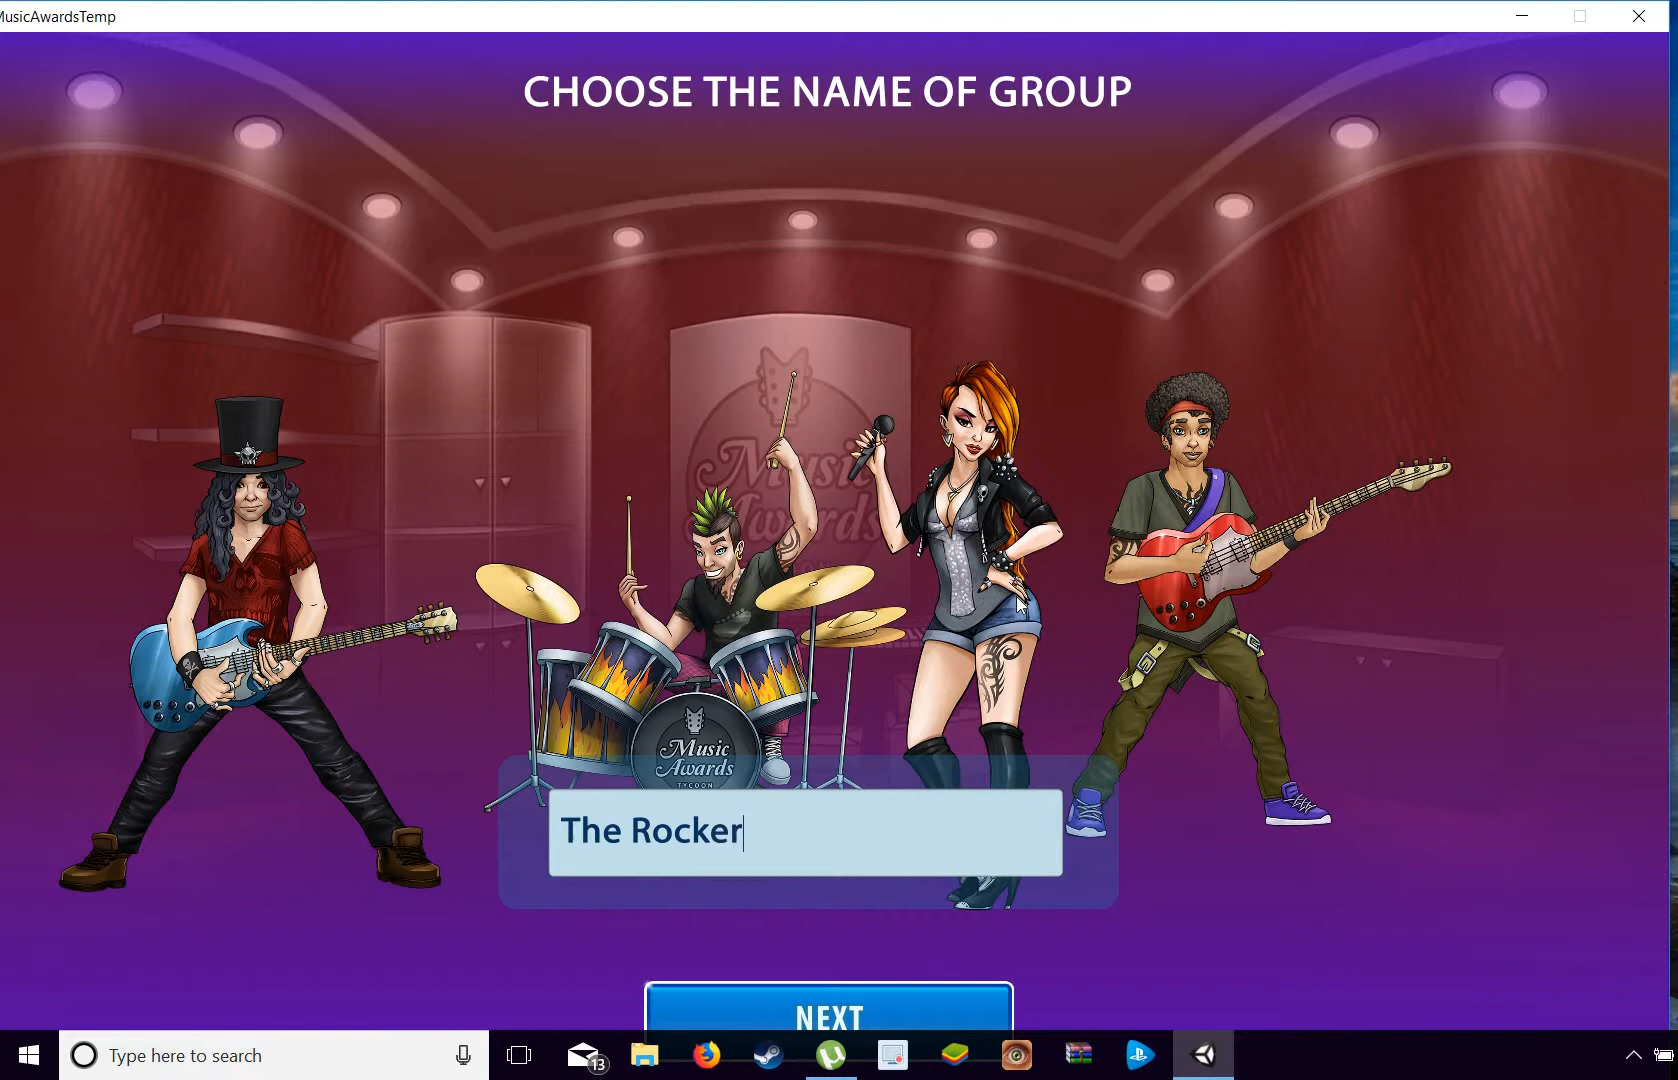 MusicAwardsTemp
CHOOSE THE NAME OF GROUP
Music
Awards
Music
Awards
TYCOON
The Rocker
NEXT
Type here to search
13